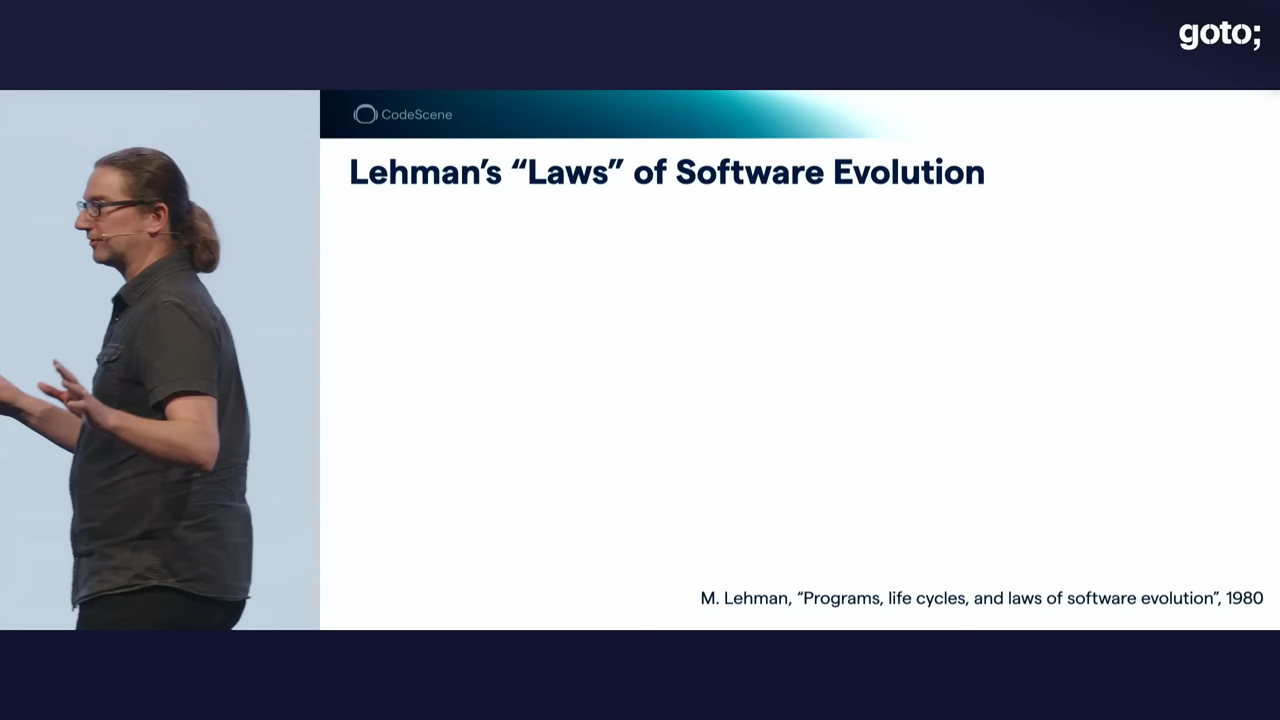 goto;
CodeScene
Lehman’s “Laws” of Software Evolution
M. Lehman, “Programs, life cycles, and laws of software evolution”, 1980